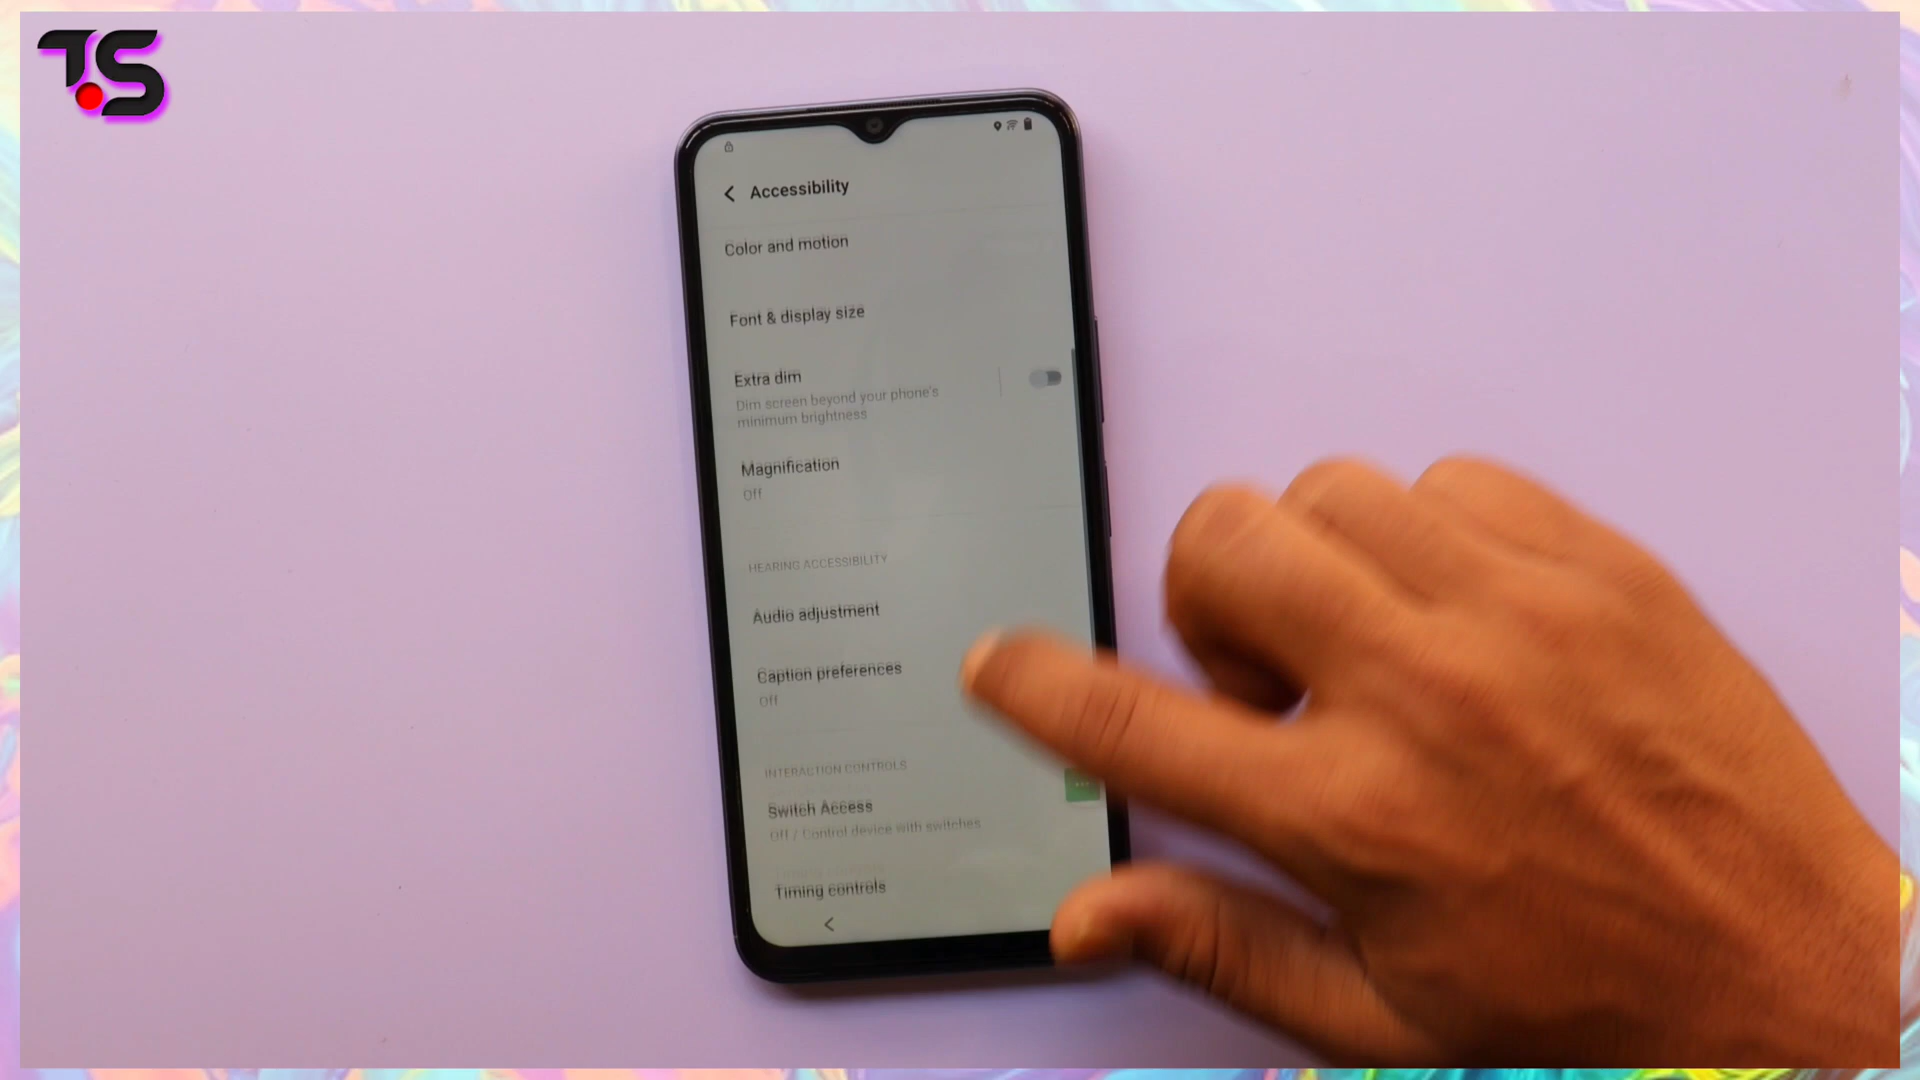 T.S
Accessibility
Color and motion
Font & display size
Extra dim
Dim screen beyond your phone's
minimum brightness
Magnification
Off
HEARING ACCESSIBILITY
Audio adjustment
Caption preferences
Off
INTERACTION CONTROLS
Switch Access
Off / Control device with switches
Timing controls